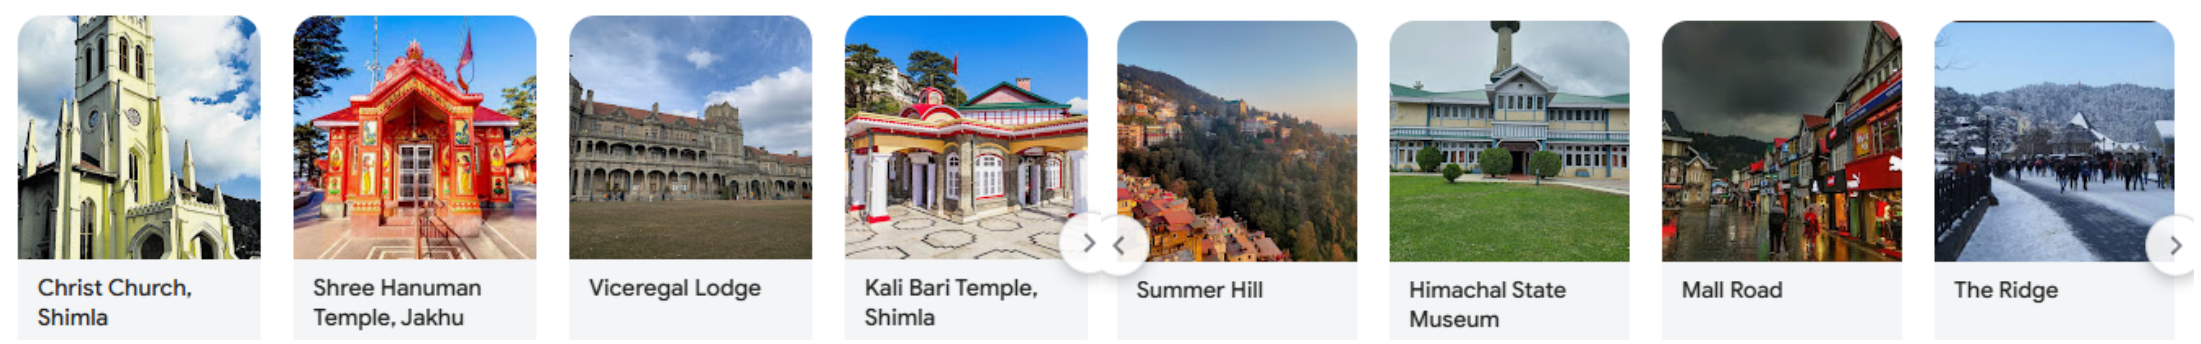 Christ Church,
Shimla
Shree Hanuman
Temple, Jakhu
Viceregal Lodge
Kali Bari Temple,
Shimla
Summer Hill
Himachal State
Museum
Mall Road
The Ridge